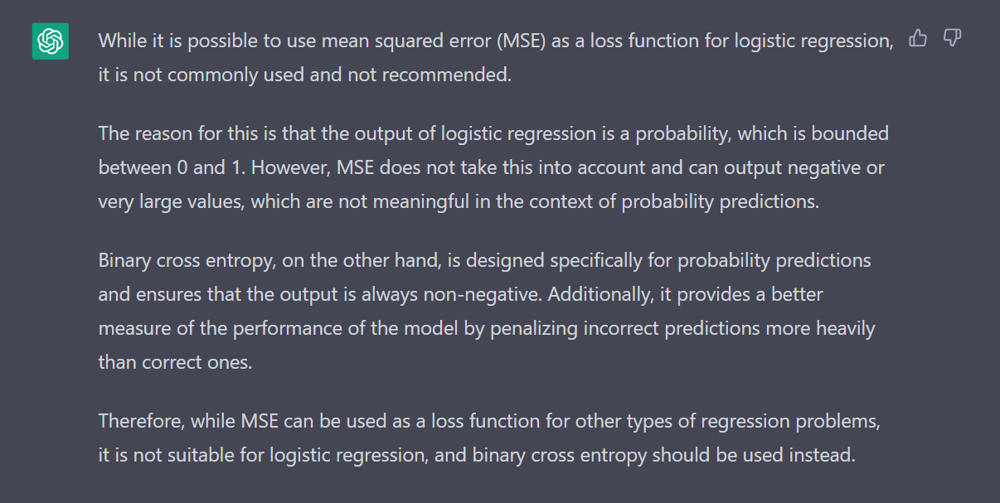 While it is possible to use mean squared error (MSE) as a loss function for logistic regression,
it is not commonly used and not recommended.
The reason for this is that the output of logistic regression is a probability, which is bounded
between 0 and 1. However, MSE does not take this into account and can output negative or
very large values, which are not meaningful in the context of probability predictions.
Binary cross entropy, on the other hand, is designed specifically for probability predictions
and ensures that the output is always non-negative. Additionally, it provides a better
measure of the performance of the model by penalizing incorrect predictions more heavily
than correct ones.
Therefore, while MSE can be used as a loss function for other types of regression problems,
it is not suitable for logistic regression, and binary cross entropy should be used instead.